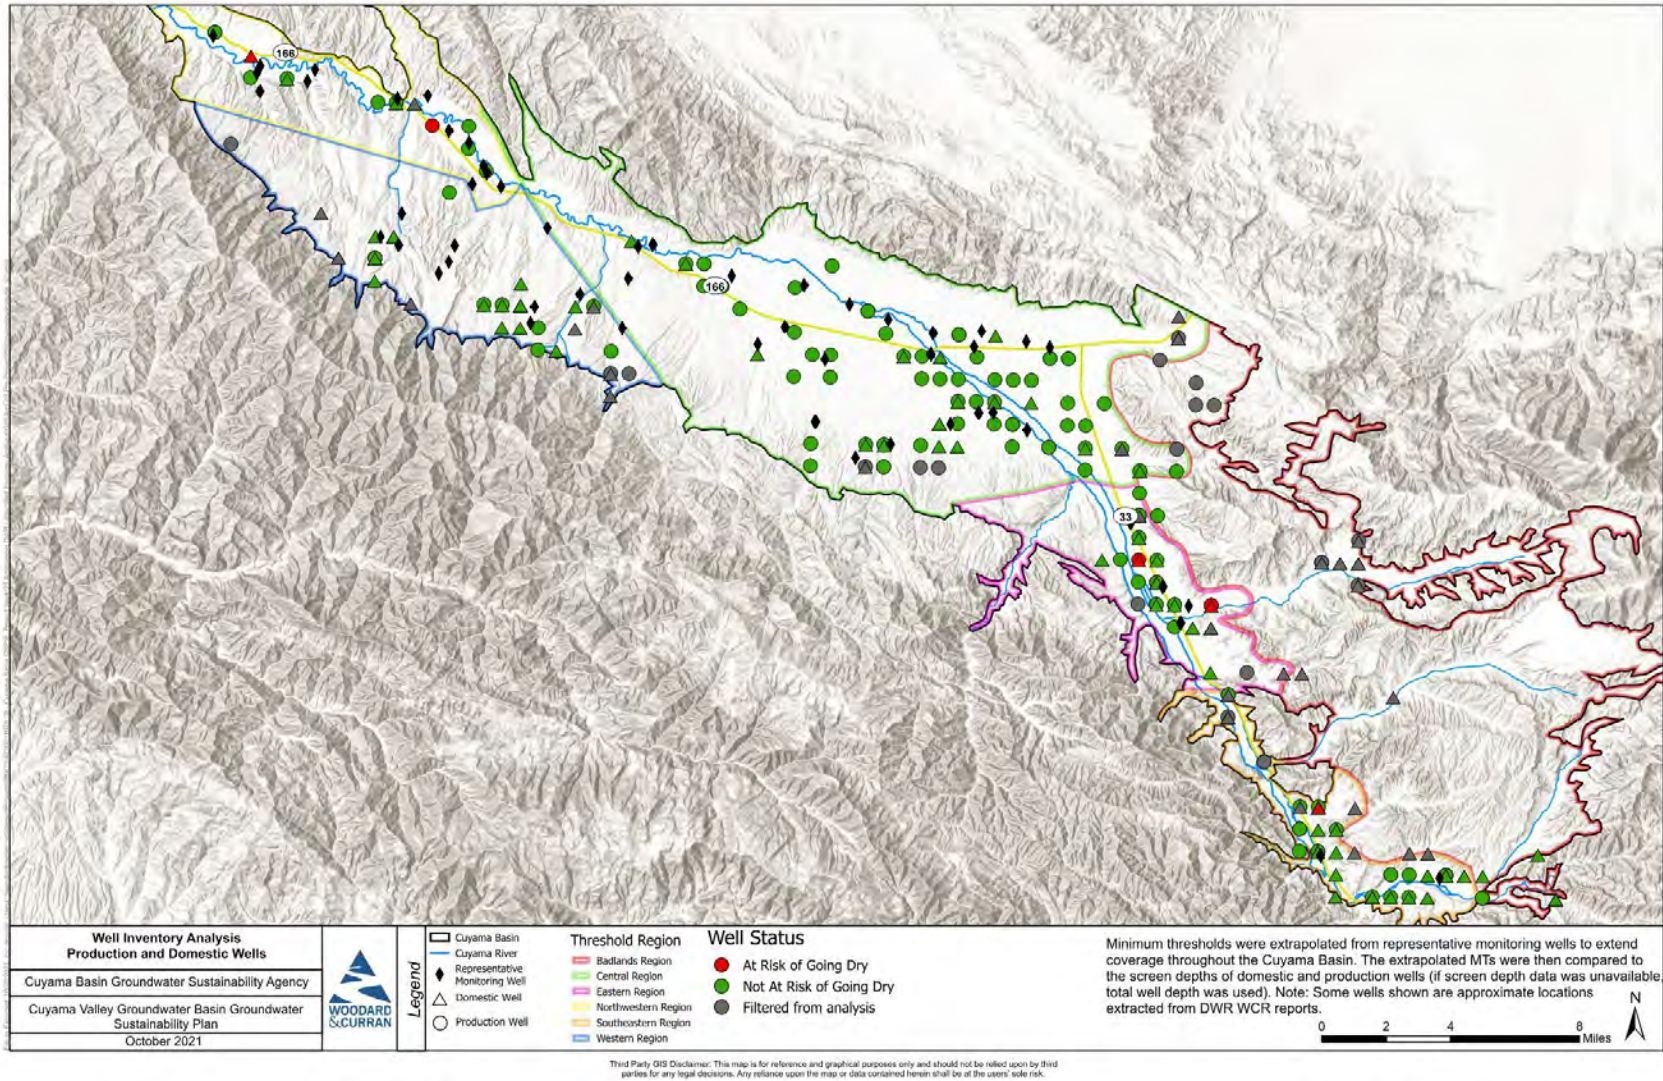 166
166
33
Well Inventory Analysis
Production and Domestic Wells
Cuyama Basin Groundwater Sustainability Agency
Cuyama Valley Groundwater Basin Groundwater
Sustainability Plan
October 2021
WOODARD
&CURRAN
Legend
Cuyama Basin
Cuyama River
Representative
Monitoring Well
Domestic Well
Production Well
Threshold Region
Badlands Region
Central Region
Eastern Region
Northwestern Region
Southeastern Region
Western Region
Well Status
At Risk of Going Dry
Not At Risk of Going Dry
Filtered from analysis
Minimum thresholds were extrapolated from representative monitoring wells to extend
coverage throughout the Cuyama Basin. The extrapolated MTs were then compared to
the screen depths of domestic and production wells (if screen depth data was unavailable,
total well depth was used). Note: Some wells shown are approximate locations
extracted from DWR WCR reports.
N
0 2 4 8
Miles
Third Party GIS Disclaimer: This map is for reference and graphical purposes only and should not be relied upon by third
parties for any legal decisions. Any reliance upon the map or data contained herein shall be at the users' sole risk.